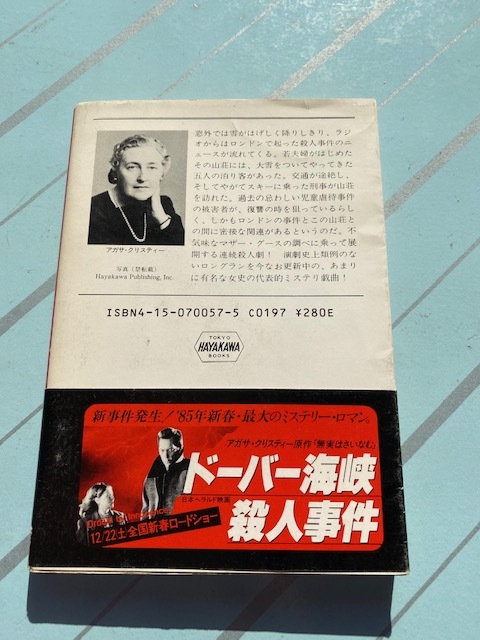 窓外では雪がはげしく降りしきり、ラジ
オからはロンドンで起った殺人事件のニ
ュースが流れてくる。若夫婦がはじめた
その山荘には、大雪をついてやってきた
五人の泊り客があった。交通が途絶し、
そしてやがてスキーに乗った刑事が山荘
を訪れた。過去の忌わしい児童虐待事件
の被害者が、復讐の時を狙っているらし
く、しかもロンドンの事件とこの山荘と
の間に密接な関連があるというのだ。不
気味なマザー・グースの調べに乗って展
開する連続殺人劇! 演劇史上類例のな
いロングランを今なお更新中の、あまり
に有名な女史の代表的ミステリ戯曲!
アガサ・クリスティー
写真(禁転載)
Hayakawa Publishing, Inc.
ISBN4-15-070057-5 C0197 ¥280E
TOKYO
HAYAKAWA
BOOKS
新事件発生/'85年新春・最大のミステリー・ロマン。
アガサ・クリスティー原作「無実はさいなむ」
ドーバー海峡
殺人事件
日本ヘラルド映画
Ordeal by Innocence
12/22(土)全国新春ロードショー